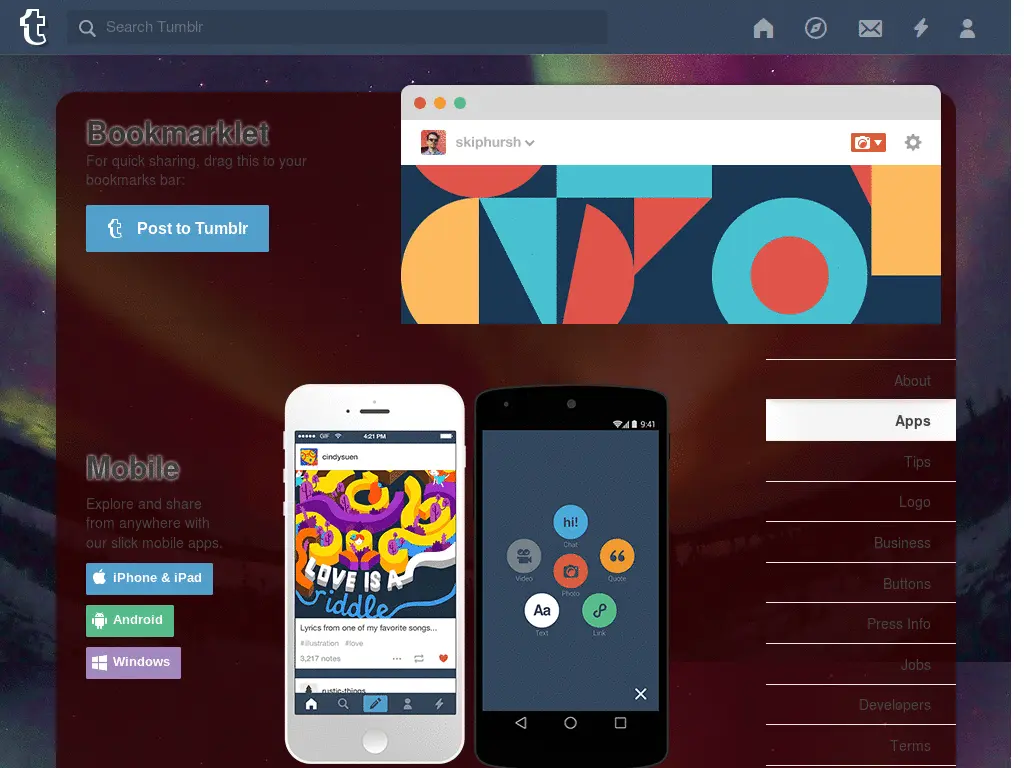 Search Tumblr
Bookmarklet
For quick sharing, drag this to your
bookmarks bar:
Post to Tumblr
skiphursh
Mobile
Explore and share
from anywhere with
our slick mobile apps.
iPhone & iPad
Android
Windows
GIF
4:21 PM
cindysuen
LOVE IS A
riddle
Lyrics from one of my favorite songs...
#illustration #love
3,217 notes
rustic-things
9:41
hi!
Chat
Video
Quote
Photo
Aa
Text
Link
About
Apps
Tips
Logo
Business
Buttons
Press Info
Jobs
Developers
Terms